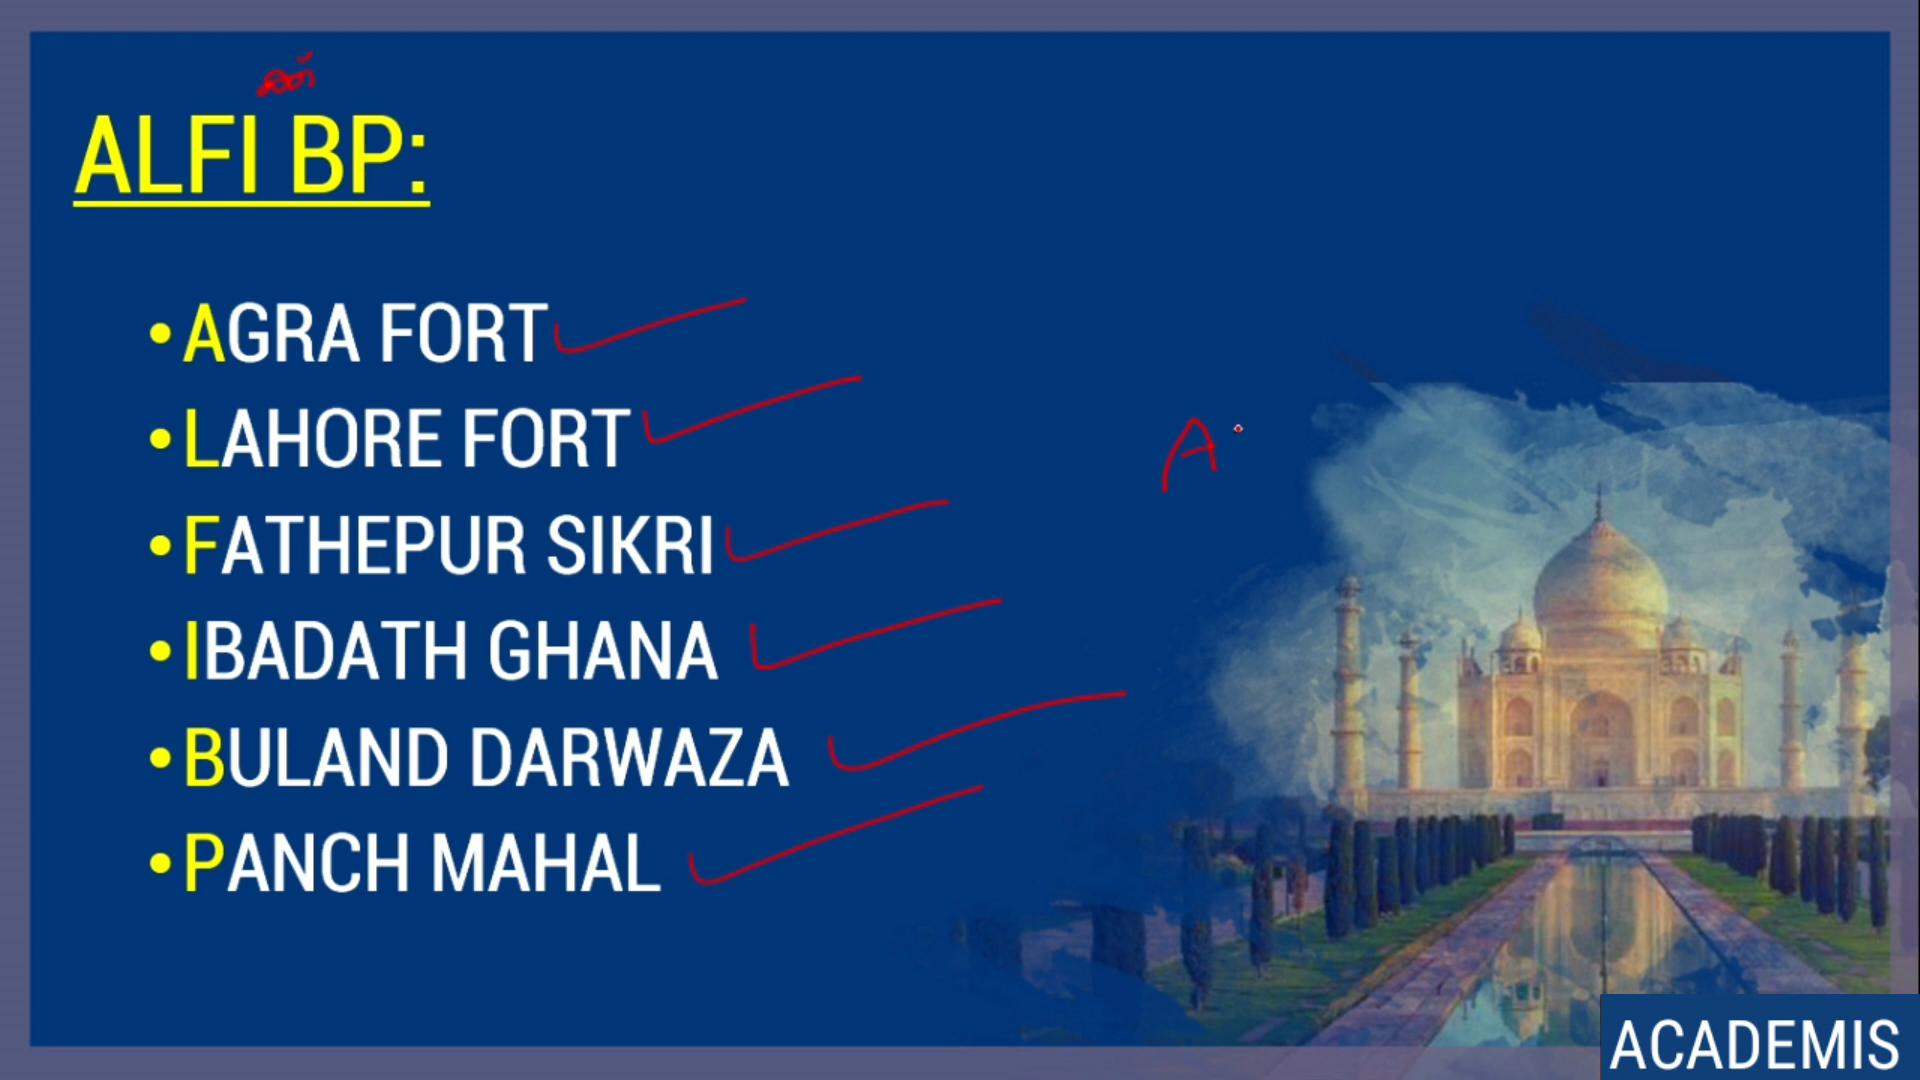 ALFI BP:
•AGRA FORT
•LAHORE FORT
A
•FATHEPUR SIKRI
•IBADATH GHANA
•BULAND DARWAZA
•PANCH MAHAL
ACADEMIS